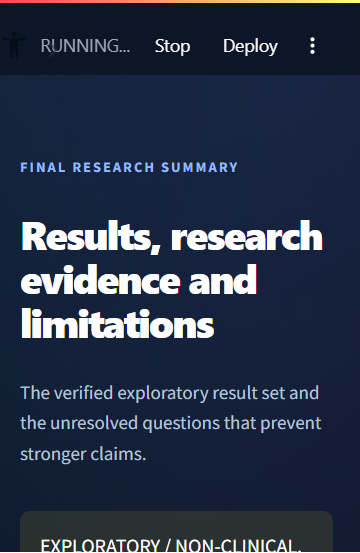 RUNNING...
Stop
Deploy
FINAL RESEARCH SUMMARY
Results, research
evidence and
limitations
The verified exploratory result set and
the unresolved questions that prevent
stronger claims.
EXPLORATORY / NON-CLINICAL.